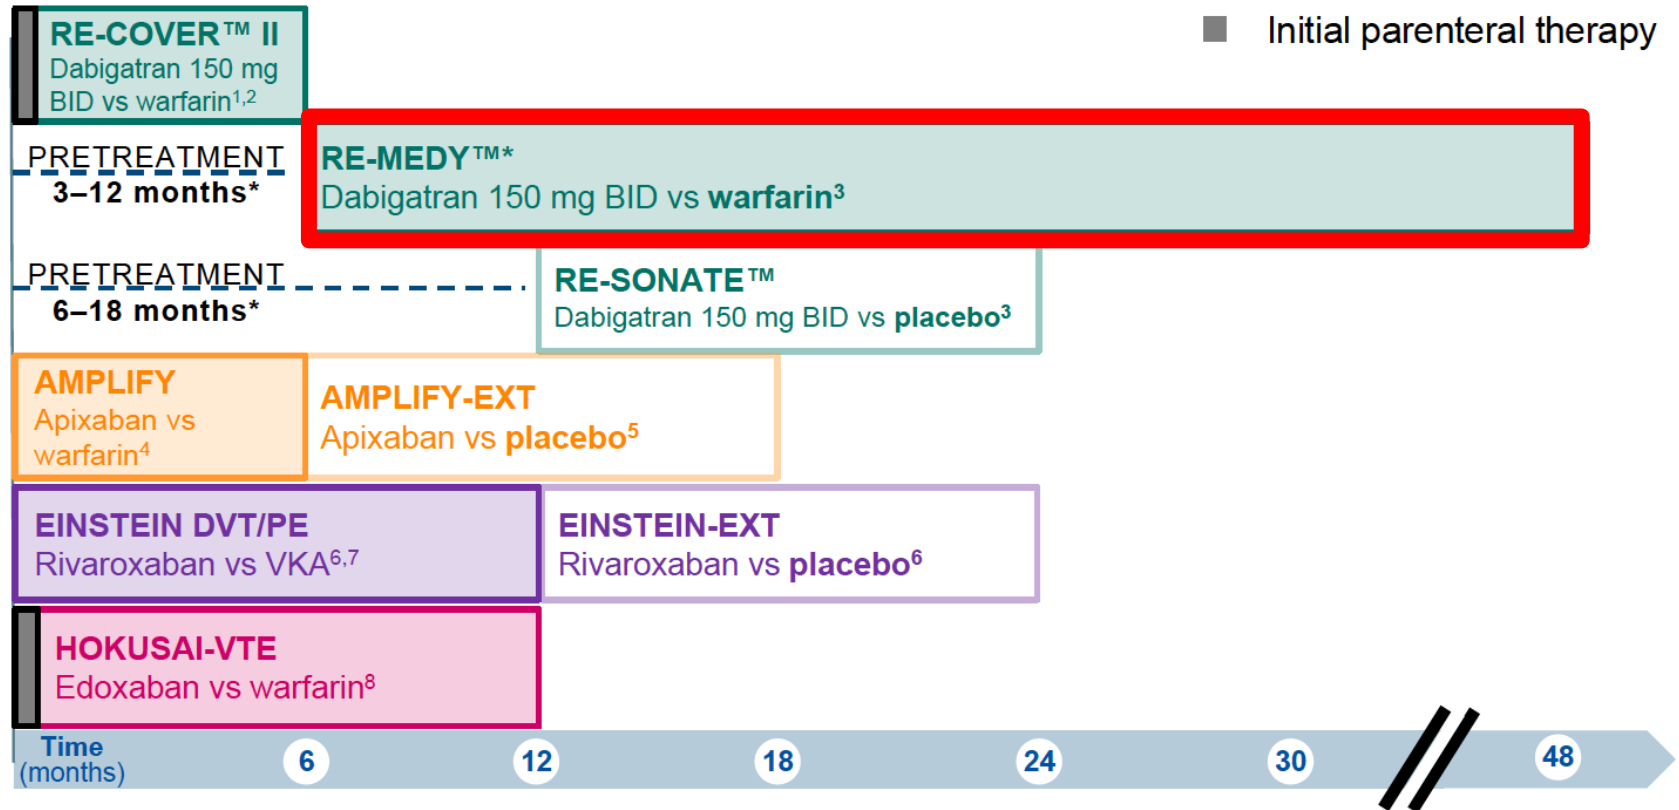 RE-COVER™ II
Dabigatran 150 mg
BID vs warfarin1,2
Initial parenteral therapy
PRETREATMENT
3–12 months*
RE-MEDY™*
Dabigatran 150 mg BID vs warfarin3
PRETREATMENT
6–18 months*
RE-SONATE™
Dabigatran 150 mg BID vs placebo3
AMPLIFY
Apixaban vs
warfarin4
AMPLIFY-EXT
Apixaban vs placebo5
EINSTEIN DVT/PE
Rivaroxaban vs VKA6,7
EINSTEIN-EXT
Rivaroxaban vs placebo6
HOKUSAI-VTE
Edoxaban vs warfarin8
Time
(months)
6 12 18 24 30 48